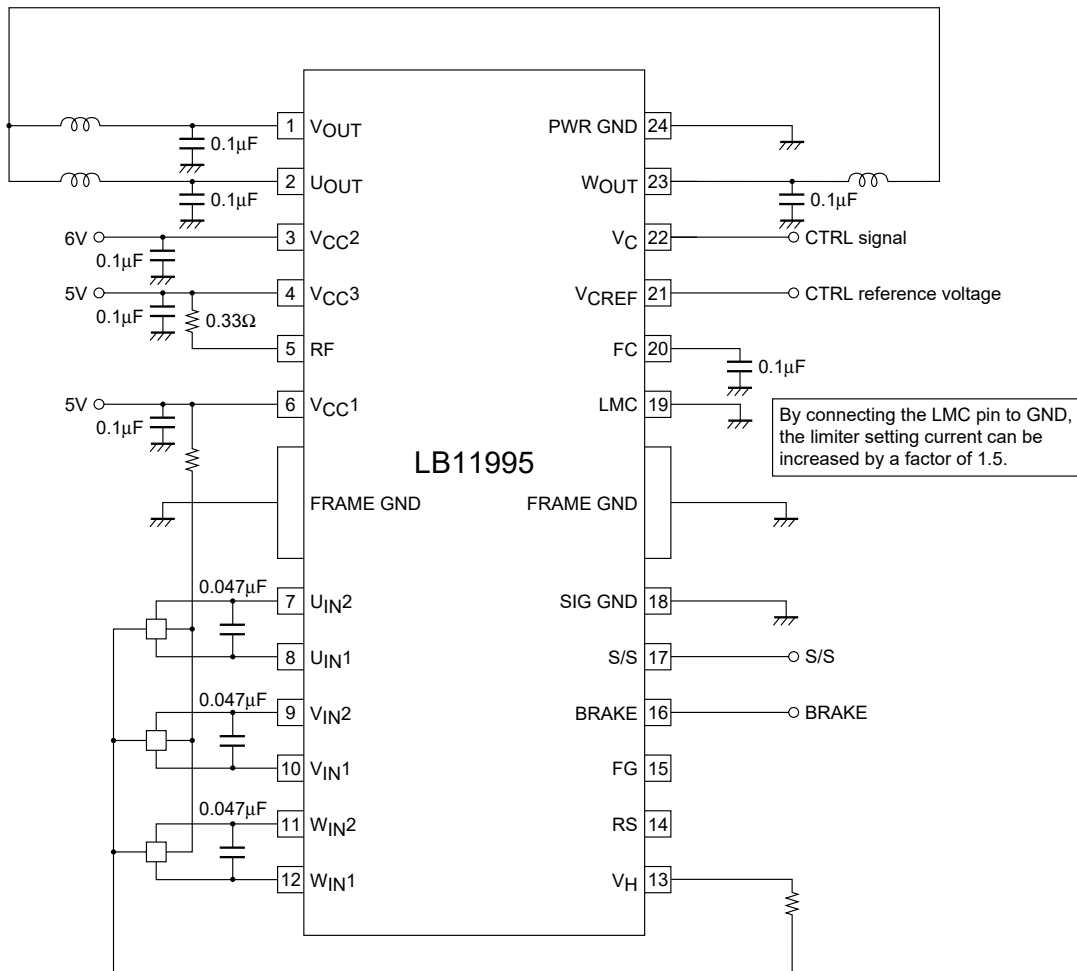 1 VOUT
0.1µF
2 UOUT
0.1µF
6V
3 VCC2
0.1µF
5V
4 VCC3
0.1µF
0.33Ω
5 RF
5V
6 VCC1
0.1µF
LB11995
FRAME GND
0.047µF
7 UIN2
8 UIN1
0.047µF
9 VIN2
10 VIN1
0.047µF
11 WIN2
12 WIN1
PWR GND 24
WOUT 23
0.1µF
VC 22 CTRL signal
VCREF 21 CTRL reference voltage
FC 20
0.1µF
LMC 19
By connecting the LMC pin to GND,
the limiter setting current can be
increased by a factor of 1.5.
FRAME GND
SIG GND 18
S/S 17 S/S
BRAKE 16 BRAKE
FG 15
RS 14
VH 13